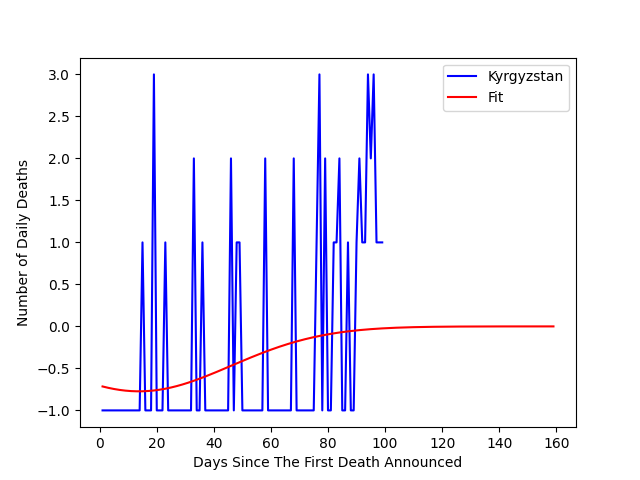 Kyrgyzstan
Fit
Number of Daily Deaths
3.0
2.5
2.0
1.5
1.0
0.5
0.0
−0.5
−1.0
0 20 40 60 80 100 120 140 160
Days Since The First Death Announced